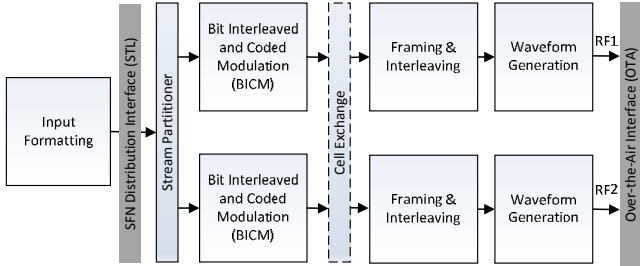 Input
Formatting
SFN Distribution Interface (STL)
Stream Partitioner
Bit Interleaved
and Coded
Modulation
(BICM)
Cell Exchange
Framing &
Interleaving
Waveform
Generation
RF1
Over-the-Air Interface (OTA)
Bit Interleaved
and Coded
Modulation
(BICM)
Framing &
Interleaving
Waveform
Generation
RF2